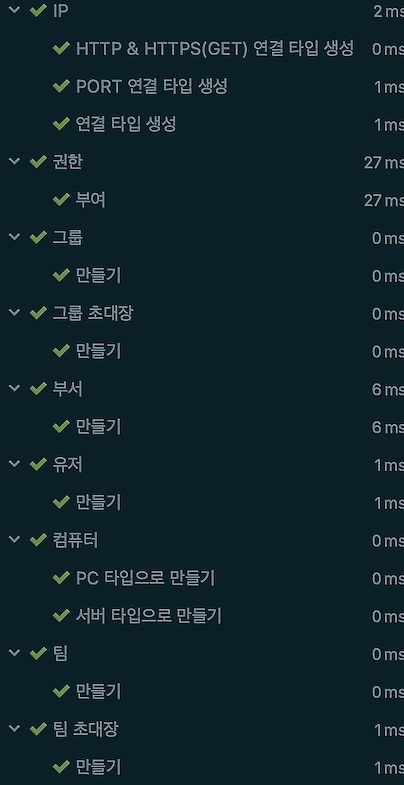 IP 2 ms
HTTP & HTTPS(GET) 연결 타입 생성 0 ms
PORT 연결 타입 생성 1 ms
연결 타입 생성 1 ms
권한 27 ms
부여 27 ms
그룹 0 ms
만들기 0 ms
그룹 초대장 0 ms
만들기 0 ms
부서 6 ms
만들기 6 ms
유저 1 ms
만들기 1 ms
컴퓨터 0 ms
PC 타입으로 만들기 0 ms
서버 타입으로 만들기 0 ms
팀 0 ms
만들기 0 ms
팀 초대장 1 ms
만들기 1 ms